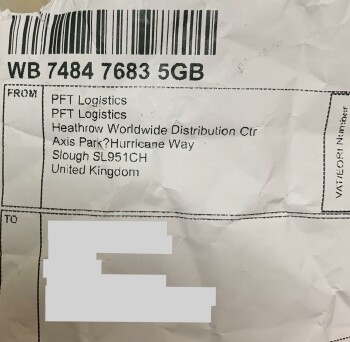 WB 7484 7683 5GB
FROM
PFT Logistics
PFT Logistics
Heathrow Worldwide Distribution Ctr
Axis Park?Hurricane Way
Slough SL951CH
United Kingdom
VAT/EORI Number
TO